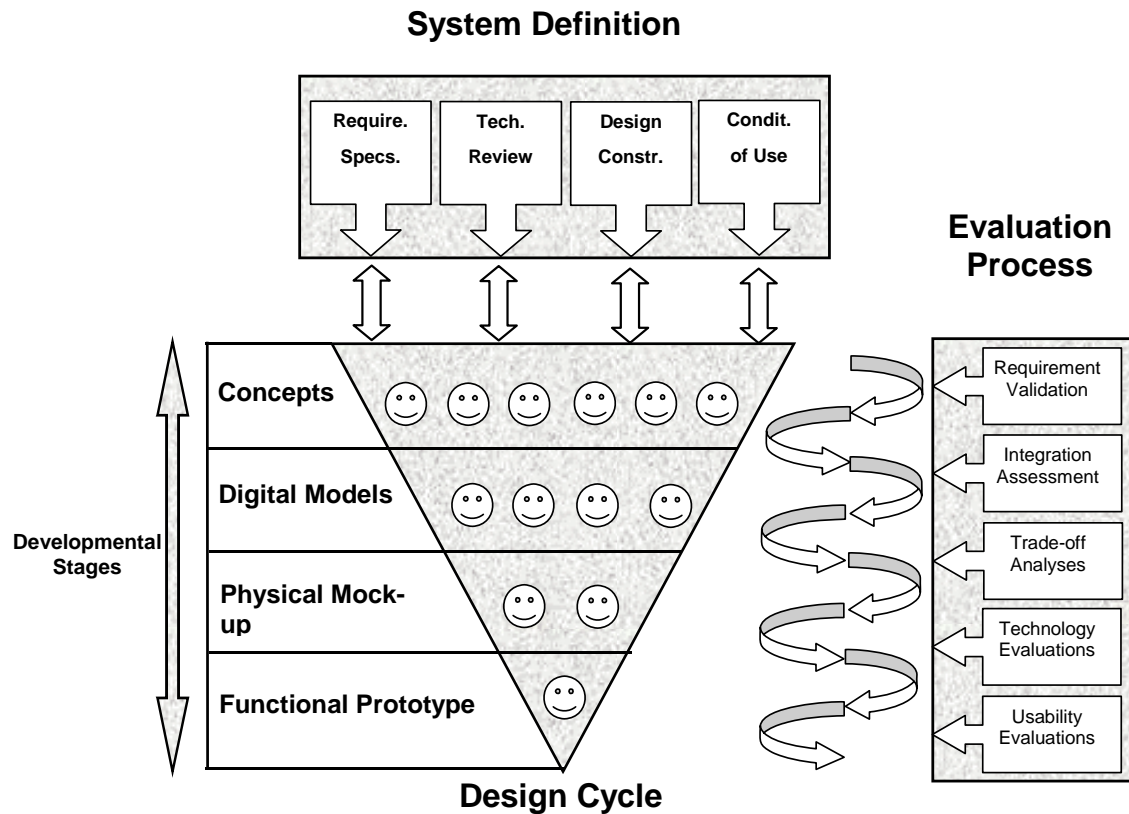 System Definition
Require.
Specs.
Tech.
Review
Design
Constr.
Condit.
of Use
Evaluation
Process
Concepts
Digital Models
Physical Mock-
up
Functional Prototype
Developmental
Stages
Requirement
Validation
Integration
Assessment
Trade-off
Analyses
Technology
Evaluations
Usability
Evaluations
Design Cycle